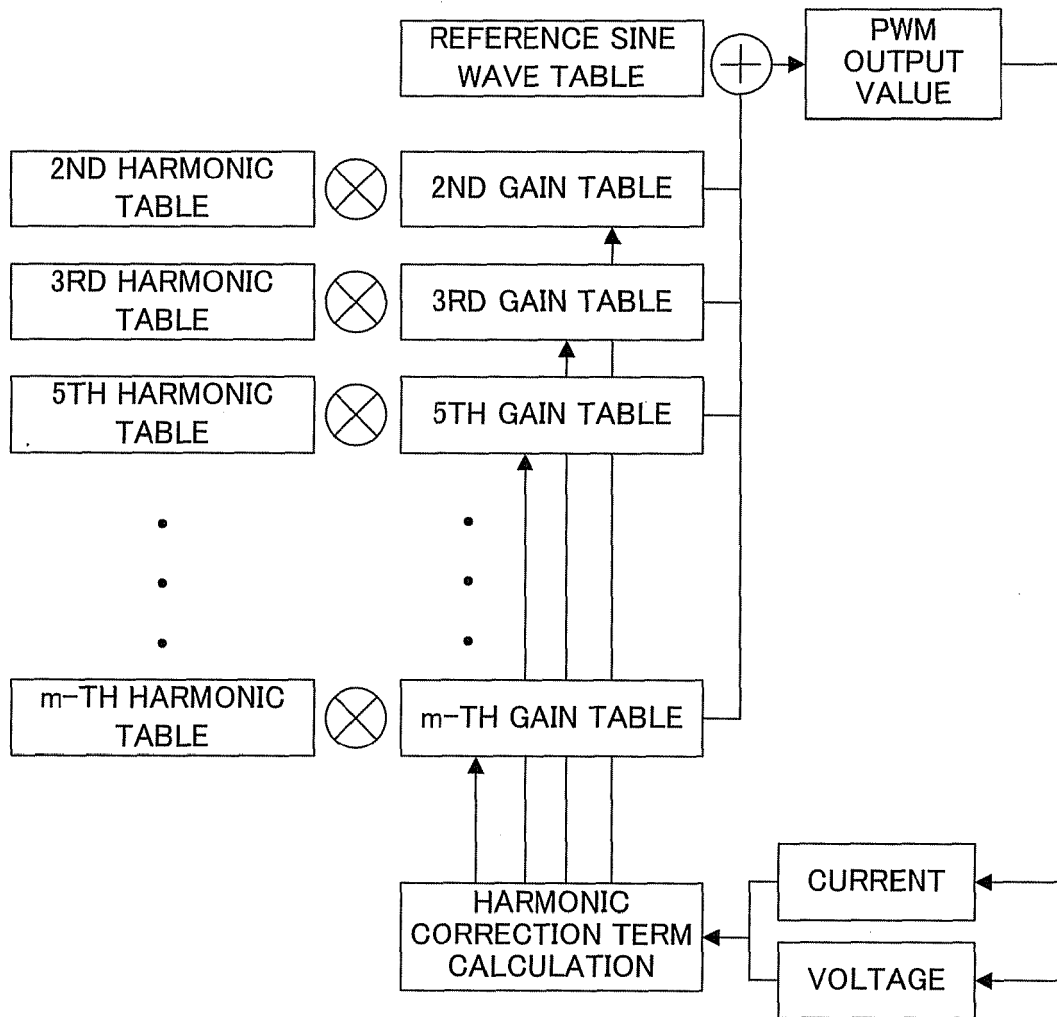 REFERENCE SINE
WAVE TABLE
PWM
OUTPUT
VALUE
2ND HARMONIC
TABLE
2ND GAIN TABLE
3RD HARMONIC
TABLE
3RD GAIN TABLE
5TH HARMONIC
TABLE
5TH GAIN TABLE
m-TH HARMONIC
TABLE
m-TH GAIN TABLE
HARMONIC
CORRECTION TERM
CALCULATION
CURRENT
VOLTAGE